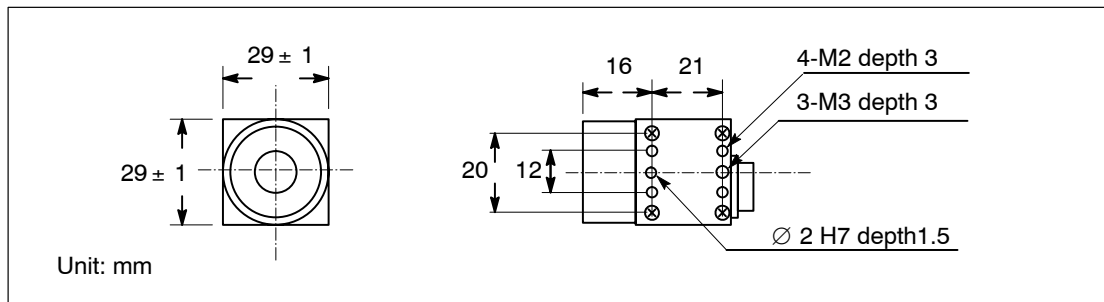 29 ± 1
16
21
4-M2 depth 3
3-M3 depth 3
29 ± 1
20
12
∅ 2 H7 depth1.5
Unit: mm